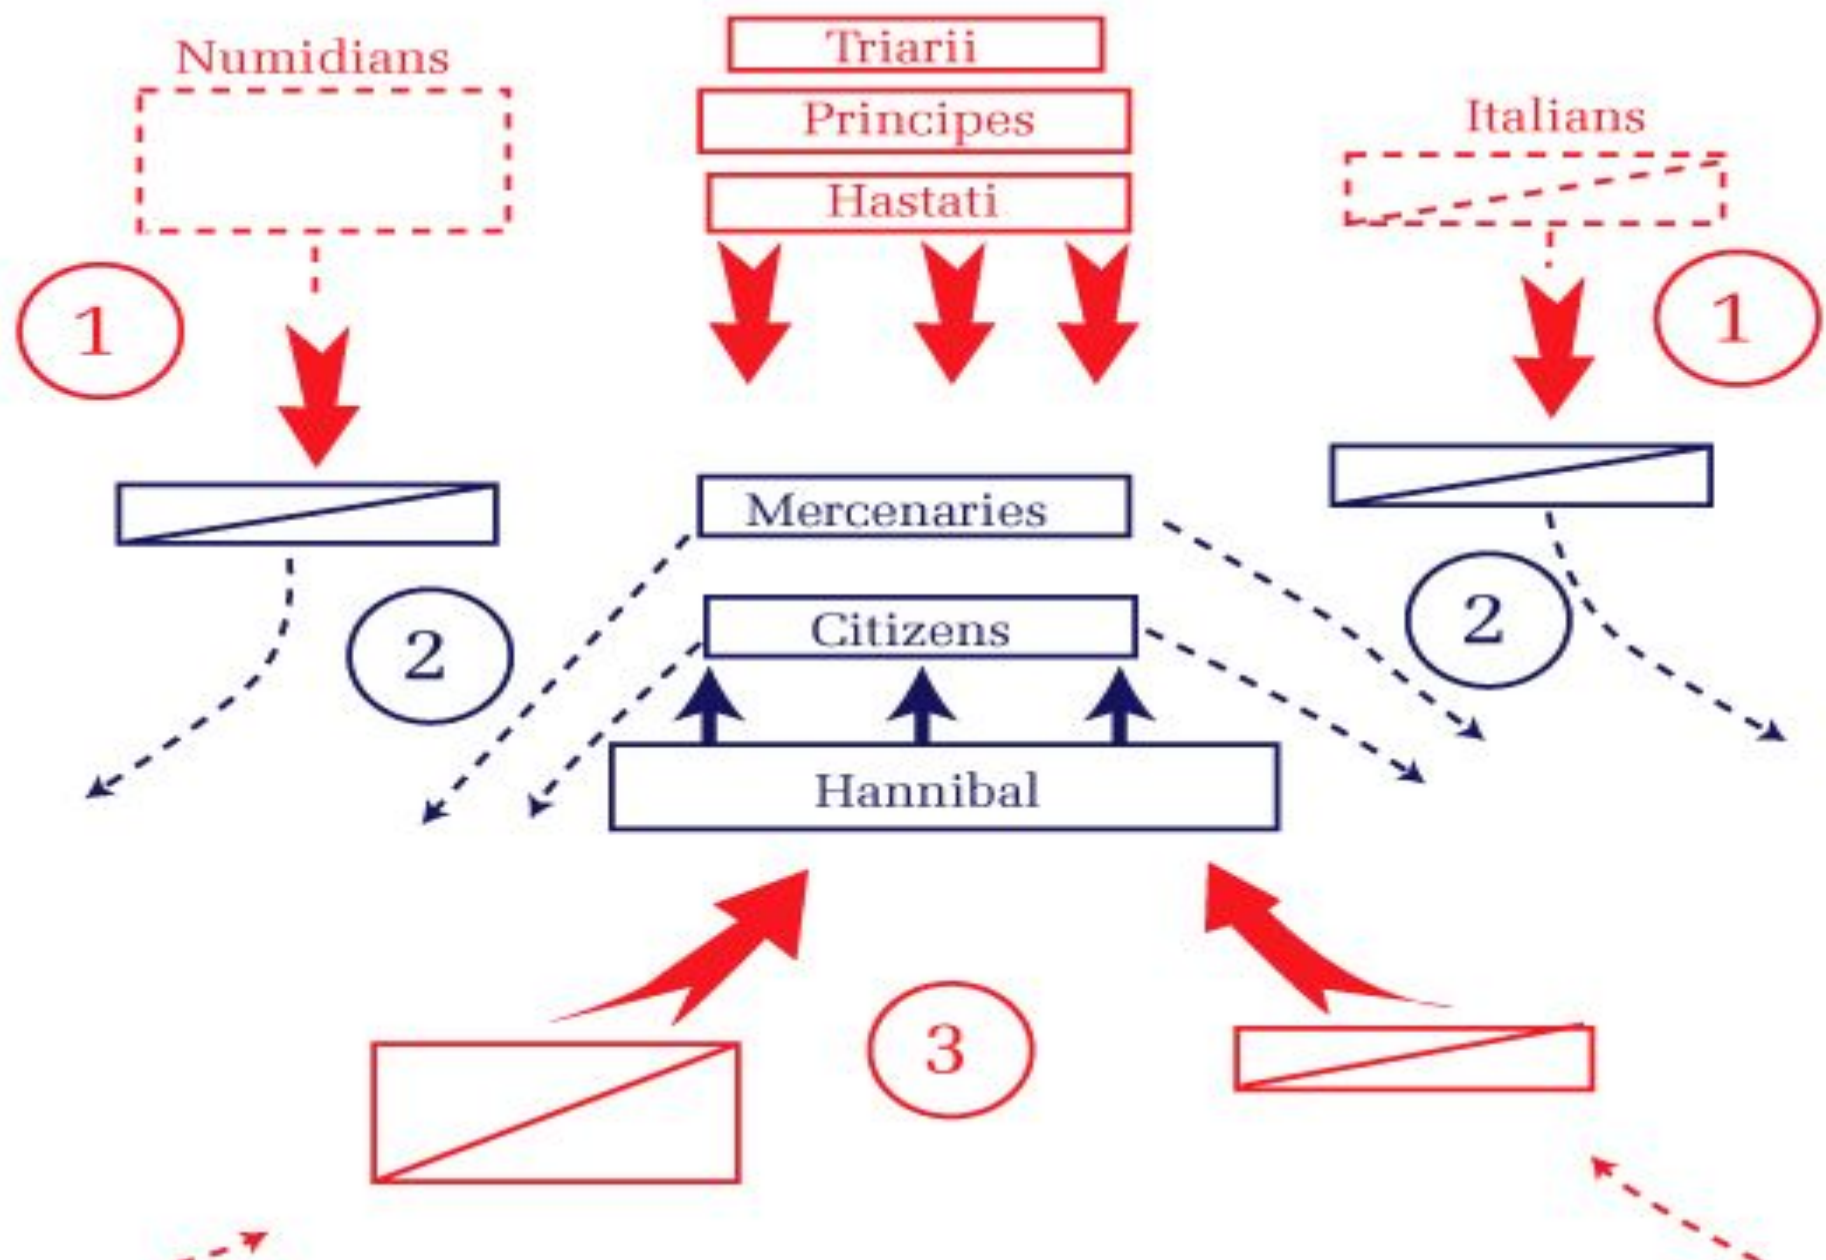 Numidians
Triarii
Principes
Hastati
Italians
1
1
Mercenaries
Citizens
2
2
Hannibal
3